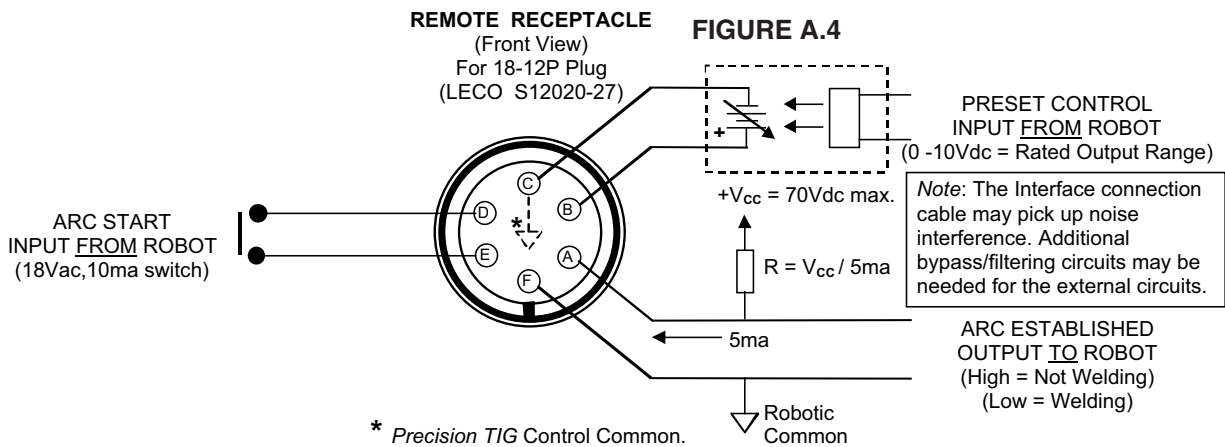 REMOTE RECEPTACLE
(Front View)
For 18-12P Plug
(LECO S12020-27)
FIGURE A.4
+
PRESET CONTROL
INPUT FROM ROBOT
(0 -10Vdc = Rated Output Range)
ARC START
INPUT FROM ROBOT
(18Vac,10ma switch)
C
D
B
*
E
A
F
+Vcc = 70Vdc max.
R = Vcc / 5ma
Note: The Interface connection
cable may pick up noise
interference. Additional
bypass/filtering circuits may be
needed for the external circuits.
5ma
ARC ESTABLISHED
OUTPUT TO ROBOT
(High = Not Welding)
(Low = Welding)
Robotic
Common
* Precision TIG Control Common.